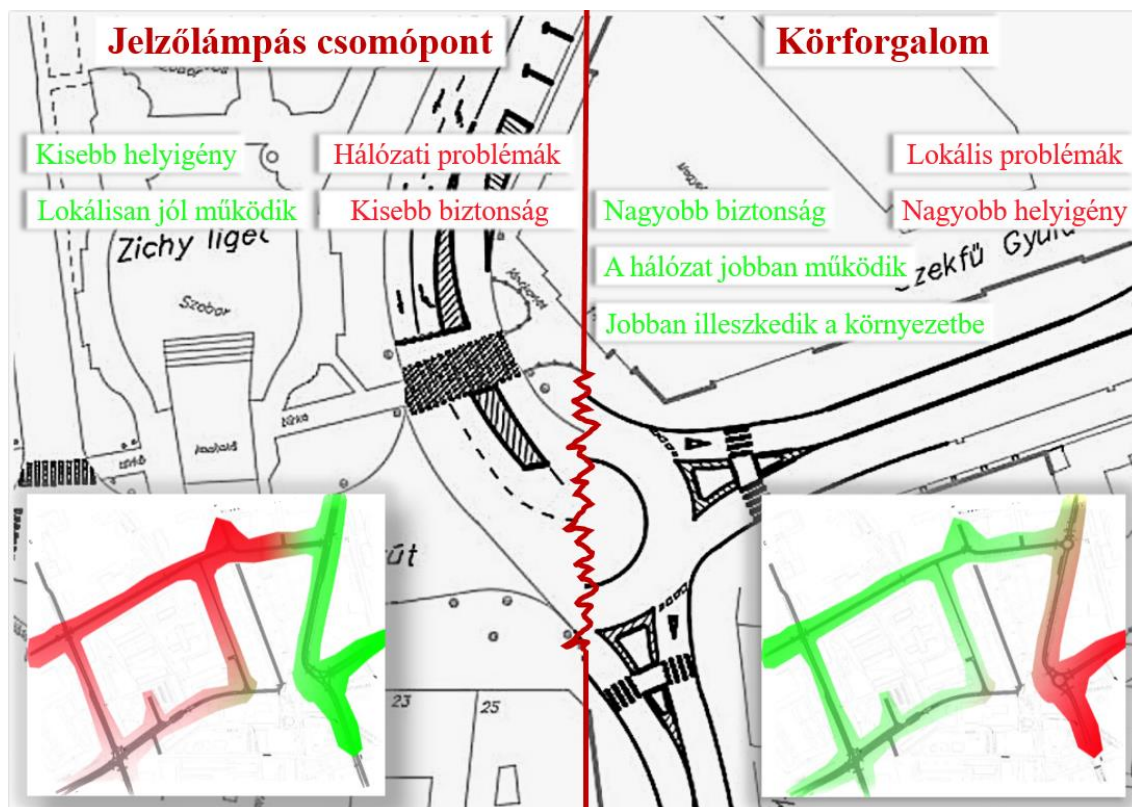 Jelzőlámpás csomópont
Körforgalom
Kisebb helyigény
Hálózati problémák
Lokálisan jól működik
Kisebb biztonság
Lokális problémák
Nagyobb biztonság
Nagyobb helyigény
A hálózat jobban működik
Jobban illeszkedik a környezetbe
Zichy liget
Szobor
zekfű Gyula
út
23
25